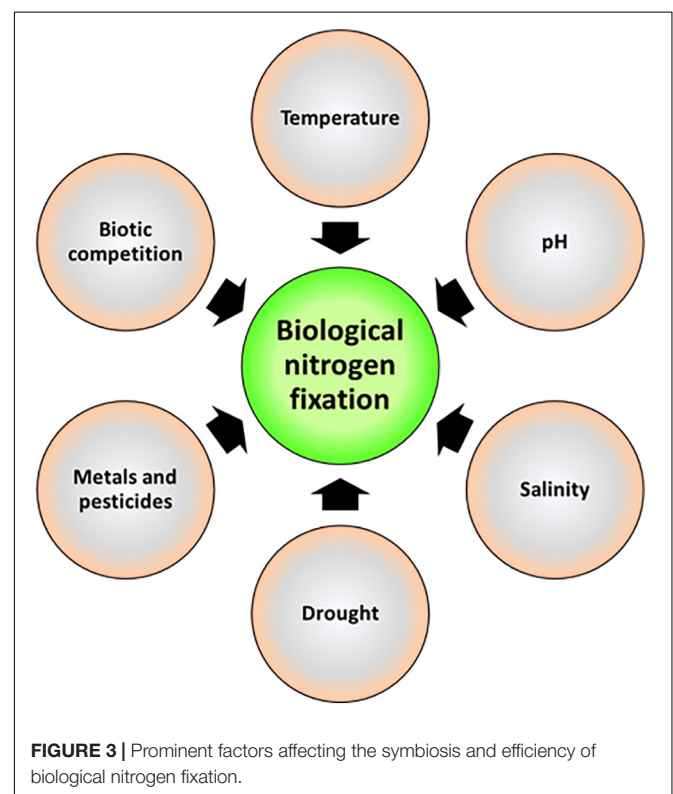 Temperature
Biotic
competition
pH
Biological
nitrogen
fixation
Metals and
pesticides
Salinity
Drought
FIGURE 3 | Prominent factors affecting the symbiosis and efficiency of
biological nitrogen fixation.